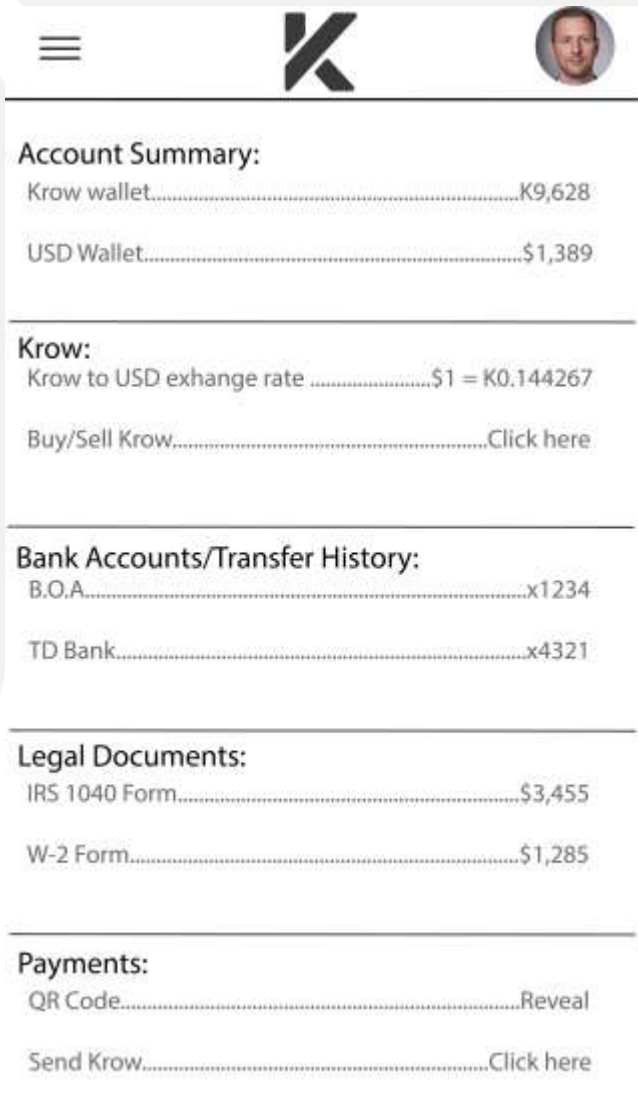 Account Summary:
Krow wallet........................................................................K9,628
USD Wallet.........................................................................$1,389
Krow:
Krow to USD exhange rate .......................$1 = K0.144267
Buy/Sell Krow.............................................................Click here
Bank Accounts/Transfer History:
B.O.A......................................................................................x1234
TD Bank................................................................................x4321
Legal Documents:
IRS 1040 Form..................................................................$3,455
W-2 Form...........................................................................$1,285
Payments:
QR Code..............................................................................Reveal
Send Krow...................................................................Click here